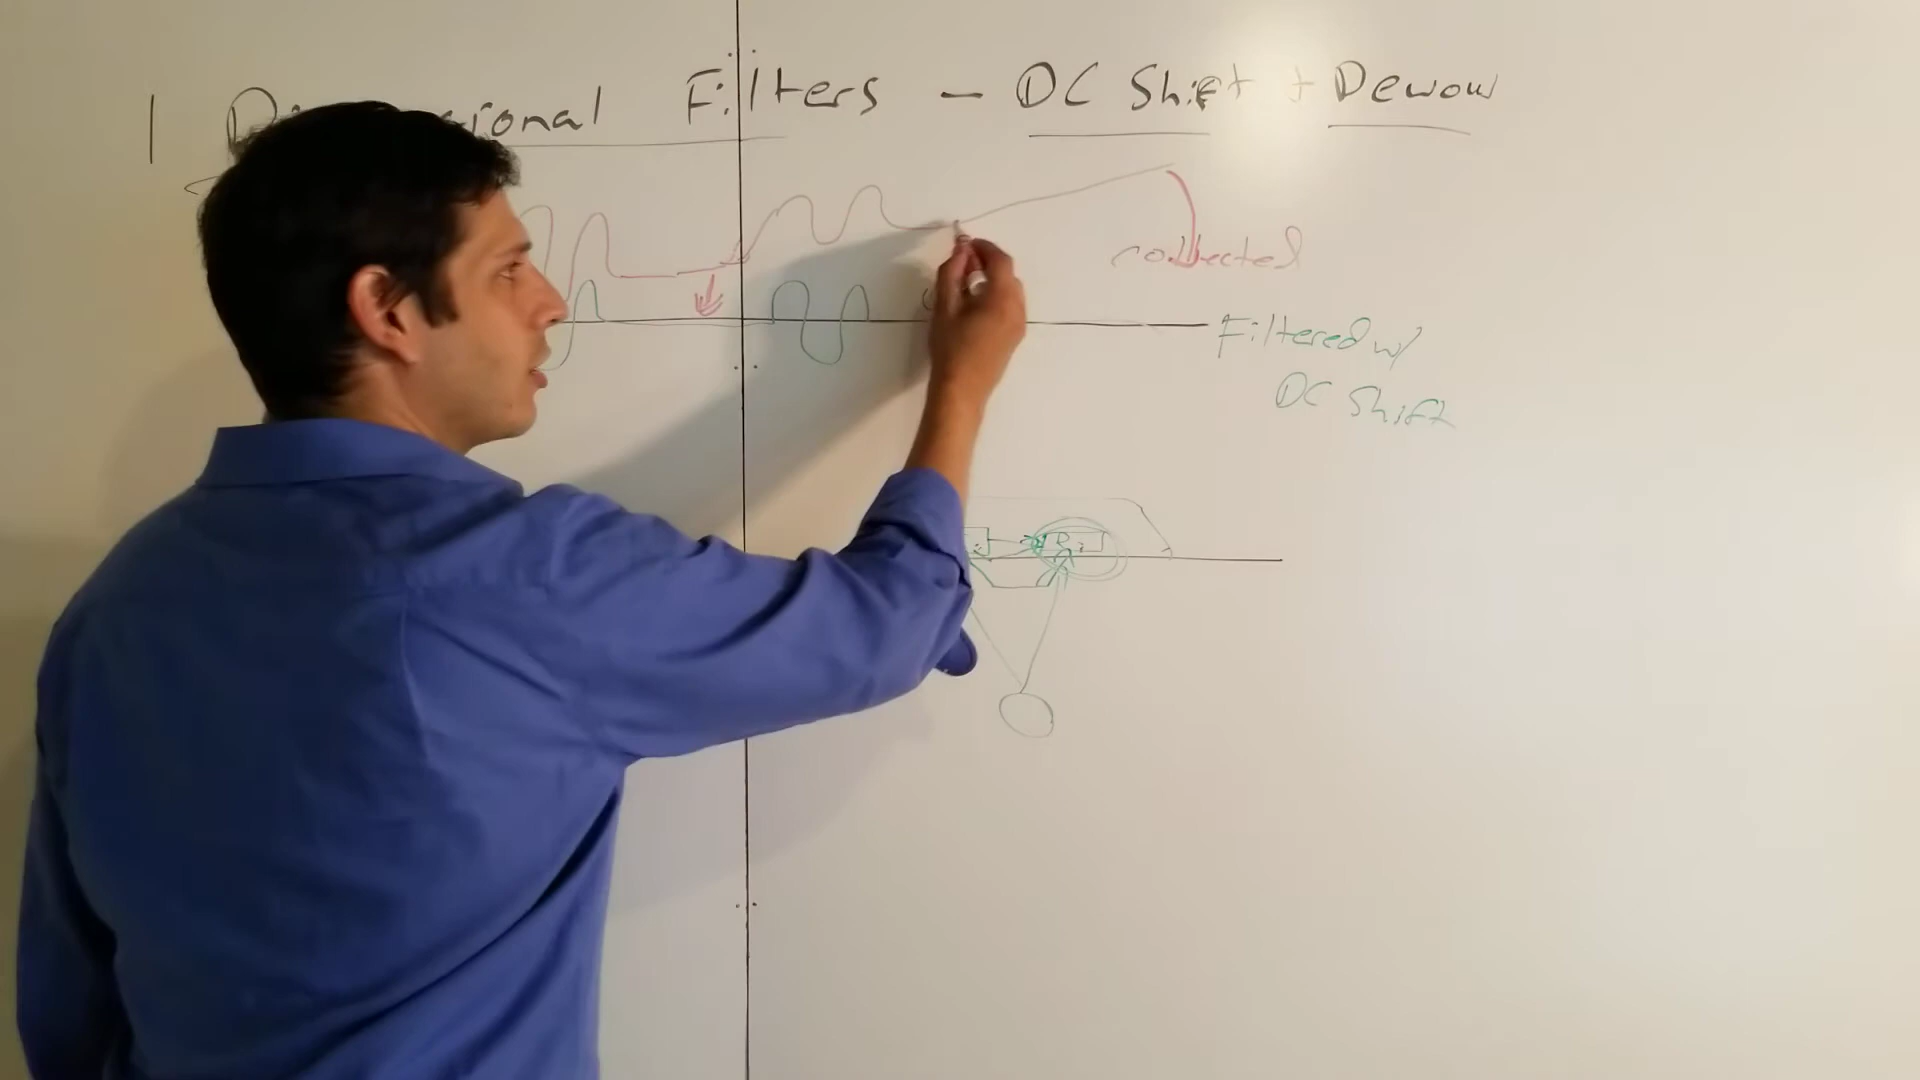 1 Dimensional Filters - DC Shift + Dewow
collected
Filtered w/
DC Shift